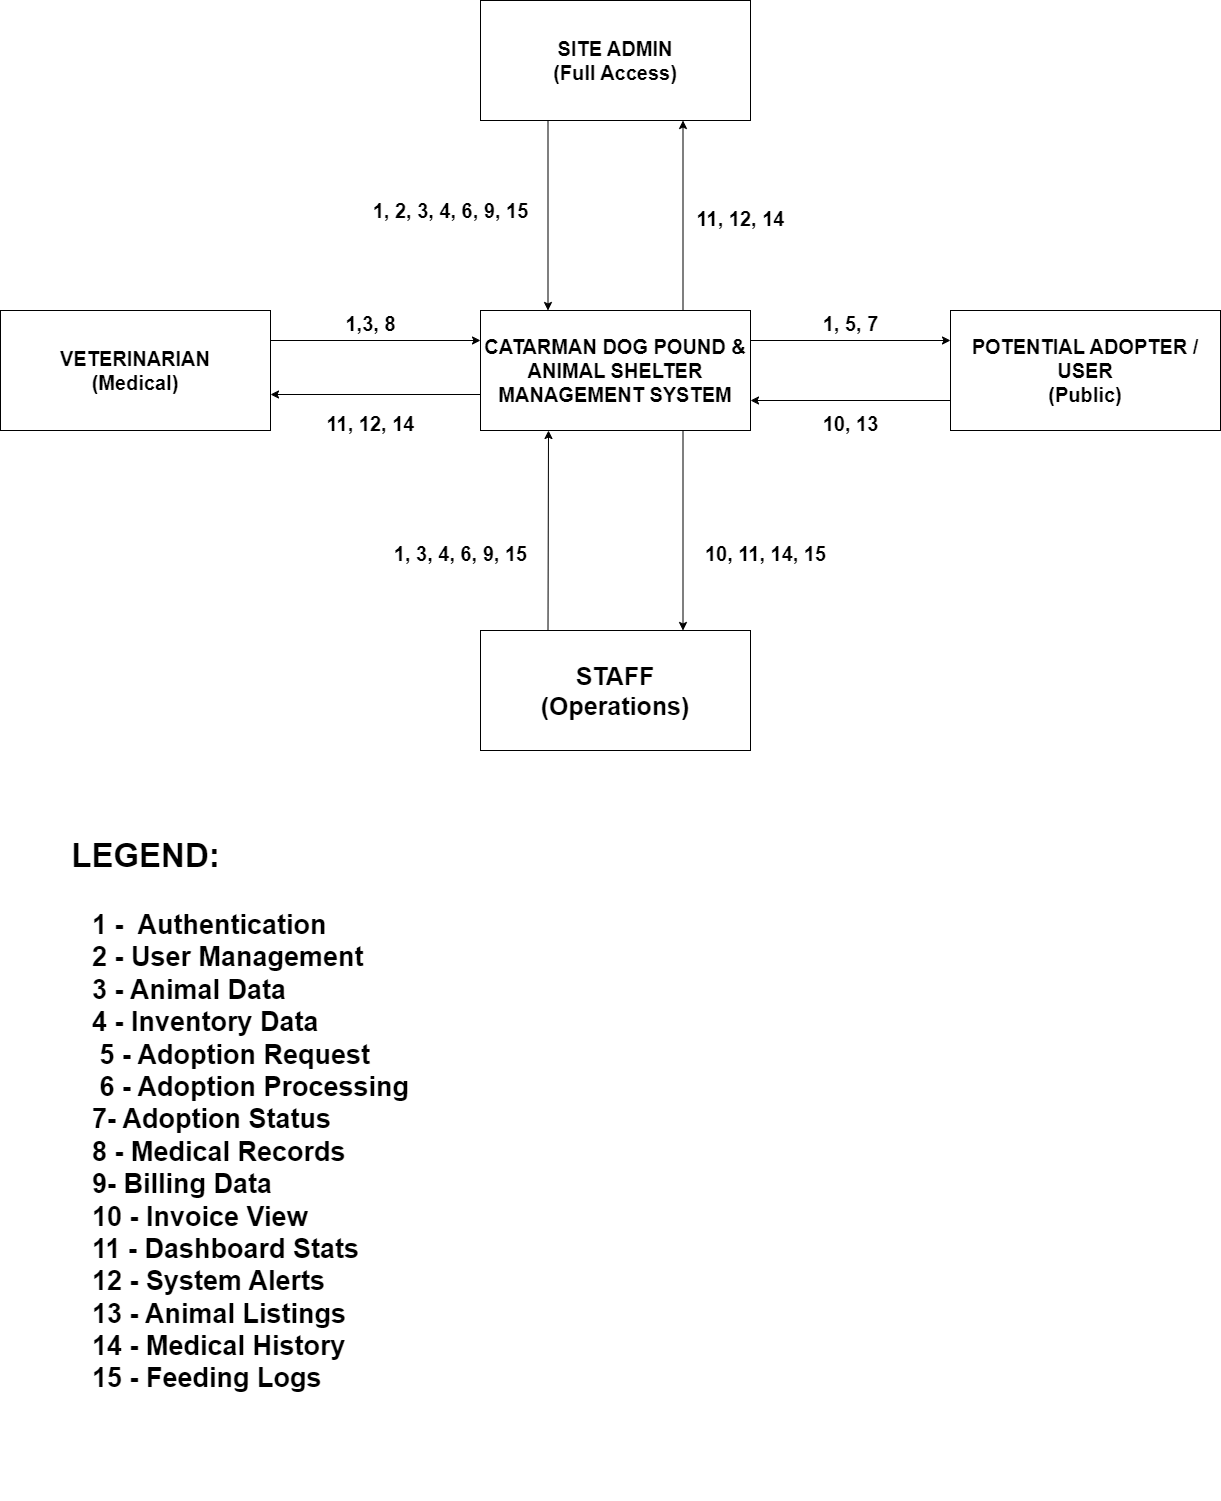 SITE ADMIN
(Full Access)
1, 2, 3, 4, 6, 9, 15
11, 12, 14
VETERINARIAN
(Medical)
1,3, 8
11, 12, 14
CATARMAN DOG POUND &
ANIMAL SHELTER
MANAGEMENT SYSTEM
1, 5, 7
10, 13
POTENTIAL ADOPTER /
USER
(Public)
1, 3, 4, 6, 9, 15
10, 11, 14, 15
STAFF
(Operations)
LEGEND:
1 - Authentication
2 - User Management
3 - Animal Data
4 - Inventory Data
5 - Adoption Request
6 - Adoption Processing
7- Adoption Status
8 - Medical Records
9- Billing Data
10 - Invoice View
11 - Dashboard Stats
12 - System Alerts
13 - Animal Listings
14 - Medical History
15 - Feeding Logs